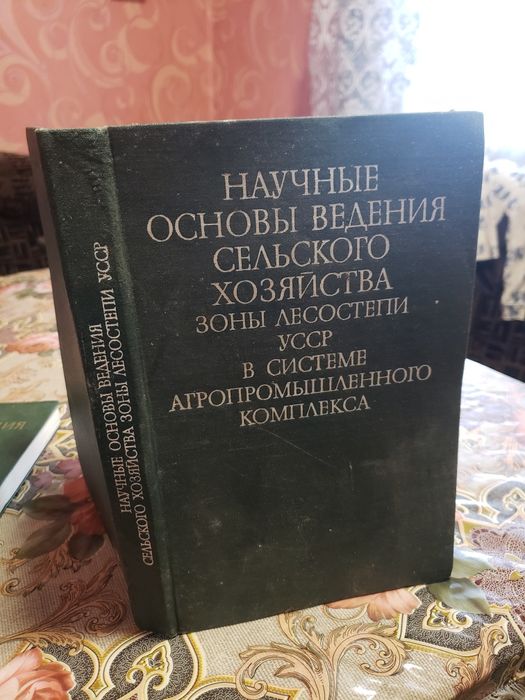 НАУЧНЫЕ
ОСНОВЫ ВЕДЕНИЯ
СЕЛЬСКОГО
ХОЗЯЙСТВА
ЗОНЫ ЛЕСОСТЕПИ
УССР
В СИСТЕМЕ
АГРОПРОМЫШЛЕННОГО
КОМПЛЕКСА
НАУЧНЫЕ ОСНОВЫ ВЕДЕНИЯ
СЕЛЬСКОГО ХОЗЯЙСТВА ЗОНЫ ЛЕСОСТЕПИ УССР